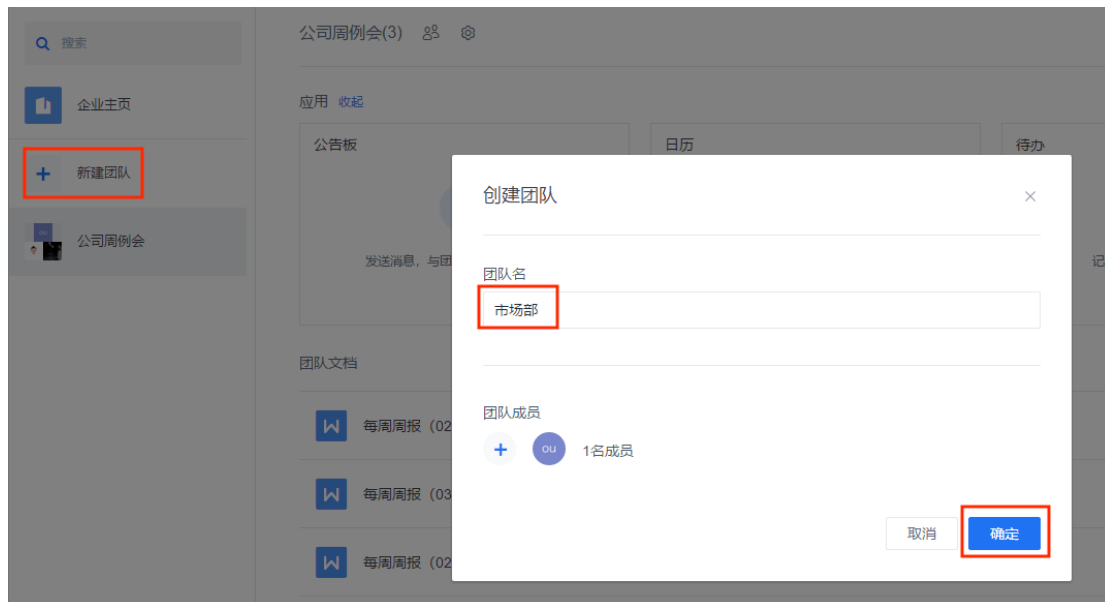 搜索
企业主页
新建团队
公司周例会
公司周例会(3)
应用 收起
公告板
日历
待办
发送消息，与团
记
团队文档
每周周报（02
每周周报（03
每周周报（02
创建团队
团队名
市场部
团队成员
ou 1名成员
取消 确定